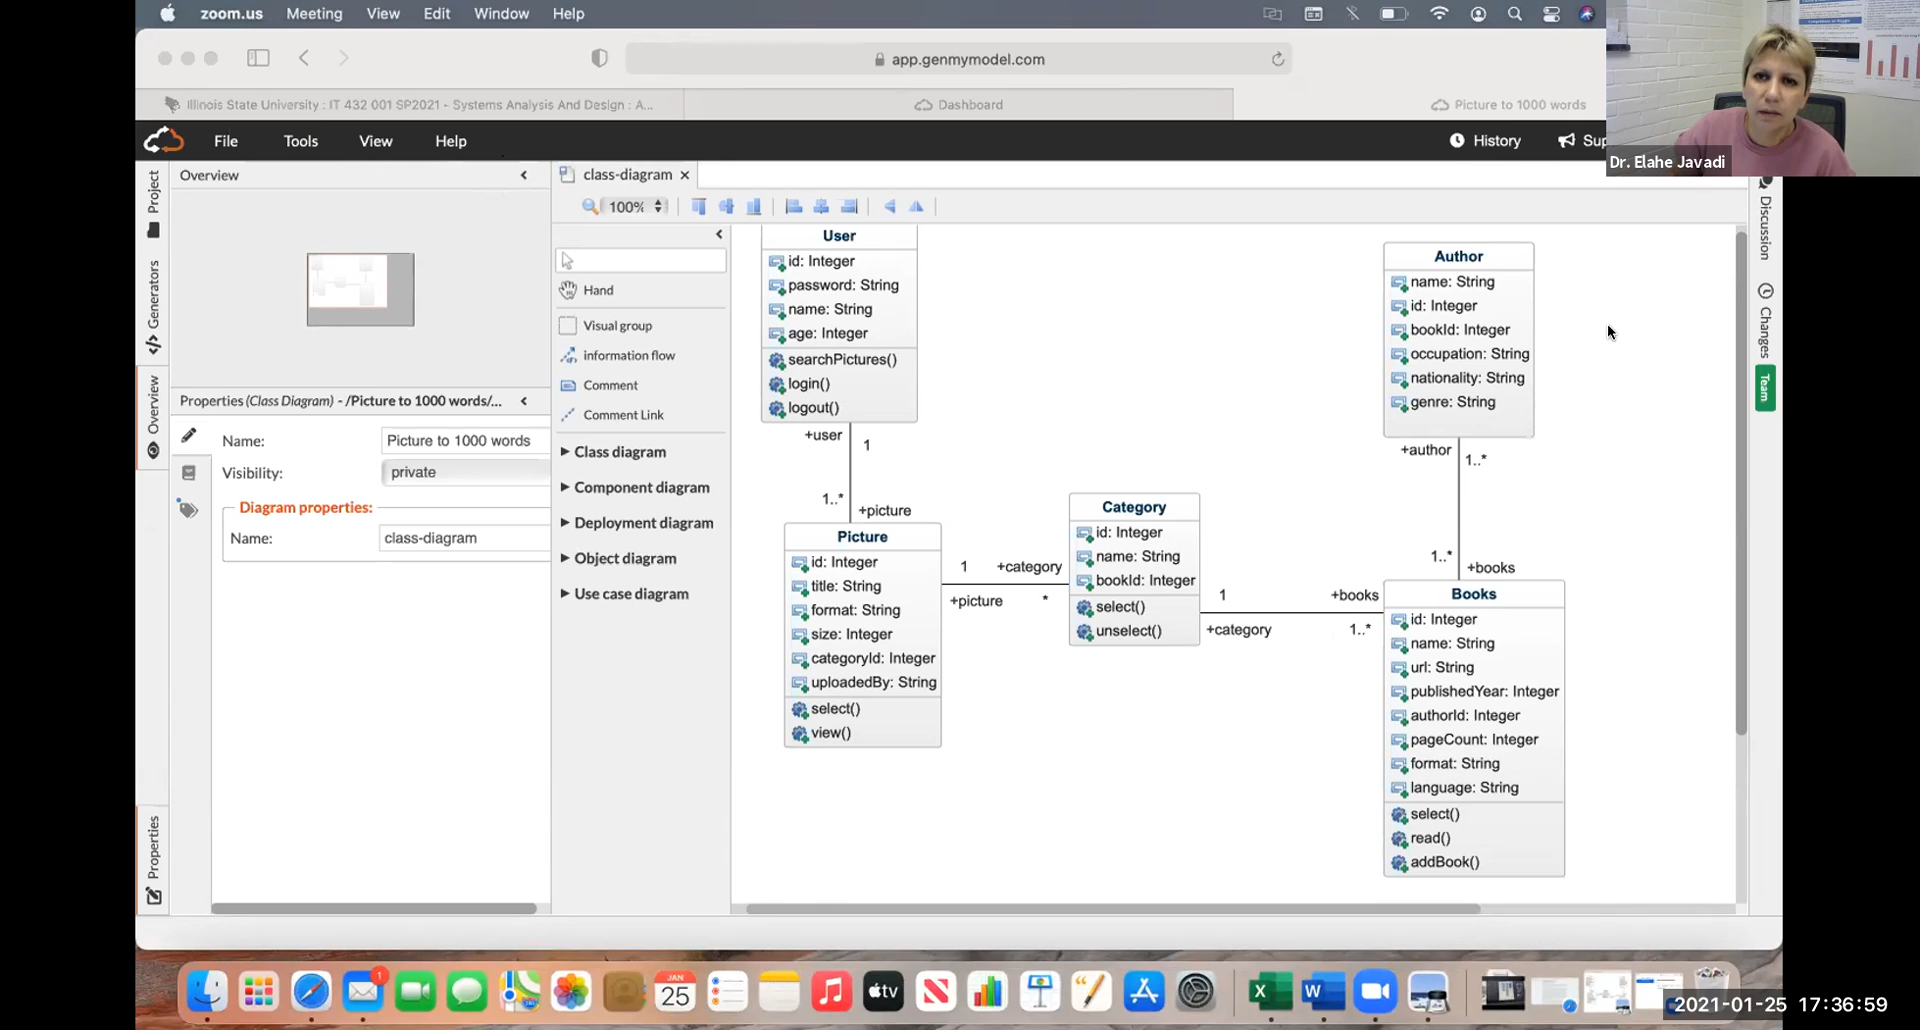 zoom.us Meeting View Edit Window Help
app.genmymodel.com
Illinois State University : IT 432 001 SP2021 - Systems Analysis And Design : A...
Dashboard
Picture to 1000 words
Dr. Elahe Javadi
File Tools View Help
History
Sup
Project
Generators
Overview
Properties
Overview
Properties (Class Diagram) - /Picture to 1000 words/...
Name: Picture to 1000 words
Visibility: private
Diagram properties:
Name: class-diagram
class-diagram
100%
Hand
Visual group
information flow
Comment
Comment Link
Class diagram
Component diagram
Deployment diagram
Object diagram
Use case diagram
User
id: Integer
password: String
name: String
age: Integer
searchPictures()
login()
logout()
+user
1
1..*
+picture
Picture
id: Integer
title: String
format: String
size: Integer
categoryId: Integer
uploadedBy: String
select()
view()
1
+category
+picture
*
Category
id: Integer
name: String
bookId: Integer
select()
unselect()
1
+books
+category
1..*
Author
name: String
id: Integer
bookId: Integer
occupation: String
nationality: String
genre: String
+author
1..*
1..*
+books
Books
id: Integer
name: String
url: String
publishedYear: Integer
authorId: Integer
pageCount: Integer
format: String
language: String
select()
read()
addBook()
Discussion
Changes
Team
1
JAN
25
tv
2021-01-25 17:36:59